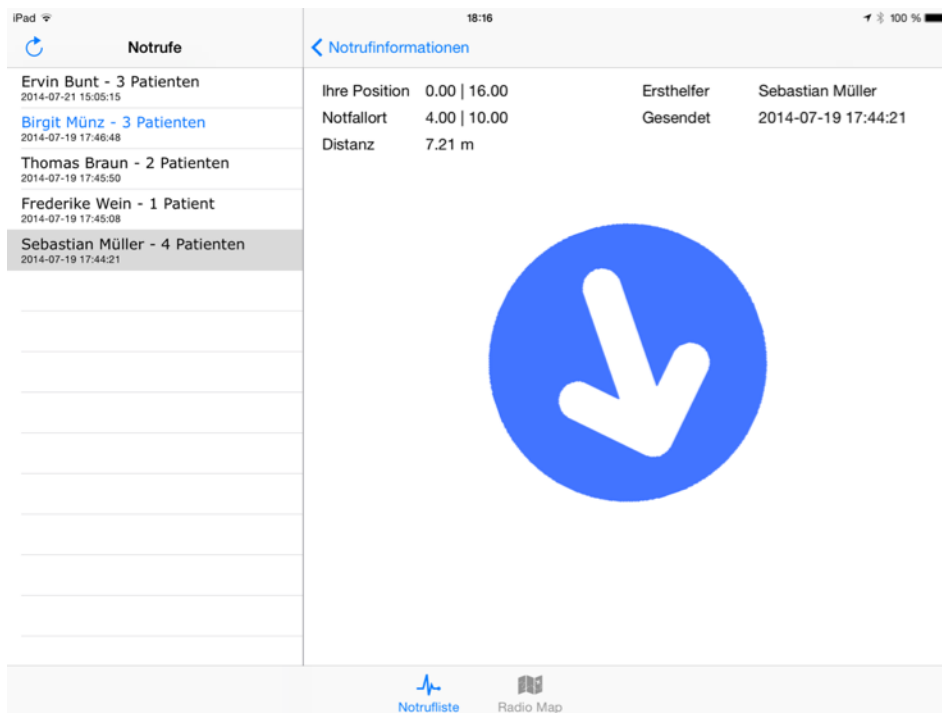 iPad 18:16 100 %
Notrufe
Notrufinformationen
Ervin Bunt - 3 Patienten
2014-07-21 15:05:15
Birgit Münz - 3 Patienten
2014-07-19 17:46:48
Thomas Braun - 2 Patienten
2014-07-19 17:45:50
Frederike Wein - 1 Patient
2014-07-19 17:45:08
Sebastian Müller - 4 Patienten
2014-07-19 17:44:21
Ihre Position 0.00 | 16.00
Notfallort 4.00 | 10.00
Distanz 7.21 m
Ersthelfer Sebastian Müller
Gesendet 2014-07-19 17:44:21
Notrufliste
Radio Map